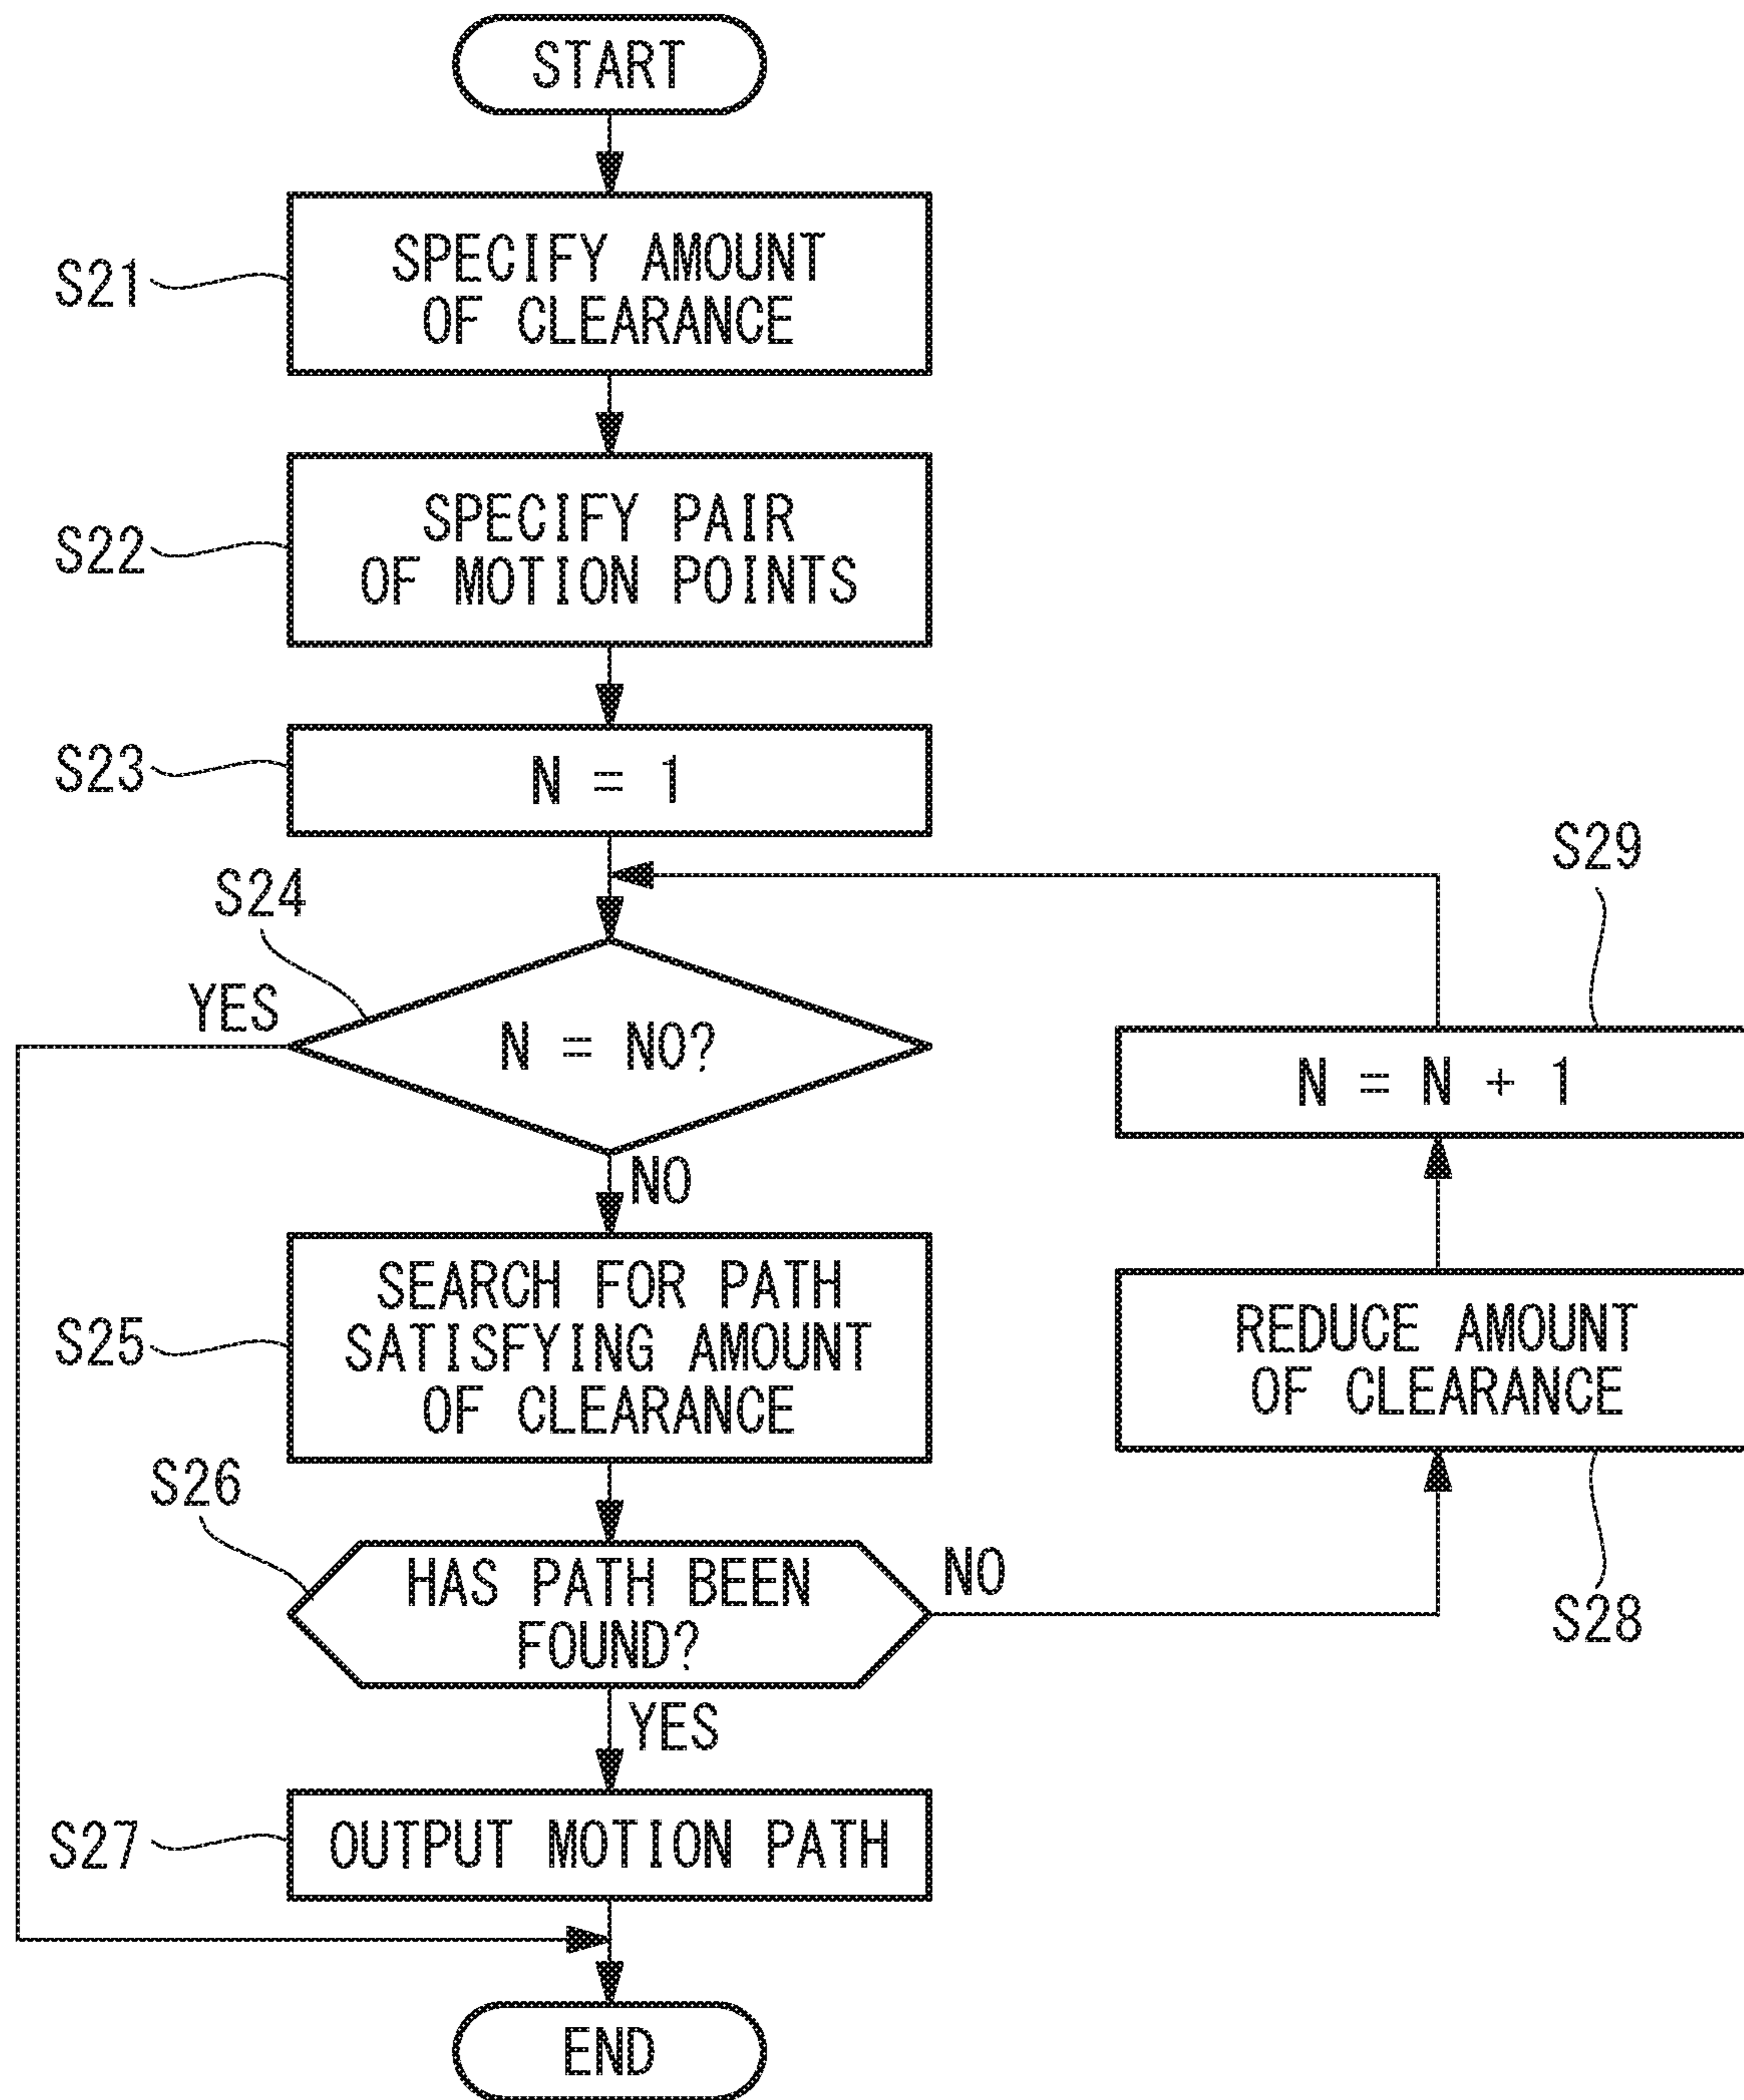 START
S21
SPECIFY AMOUNT
OF CLEARANCE
S22
SPECIFY PAIR
OF MOTION POINTS
S23
N = 1
S24
YES
N = NO?
NO
S29
N = N + 1
S25
SEARCH FOR PATH
SATISFYING AMOUNT
OF CLEARANCE
REDUCE AMOUNT
OF CLEARANCE
S28
S26
HAS PATH BEEN
FOUND?
NO
YES
S27
OUTPUT MOTION PATH
END